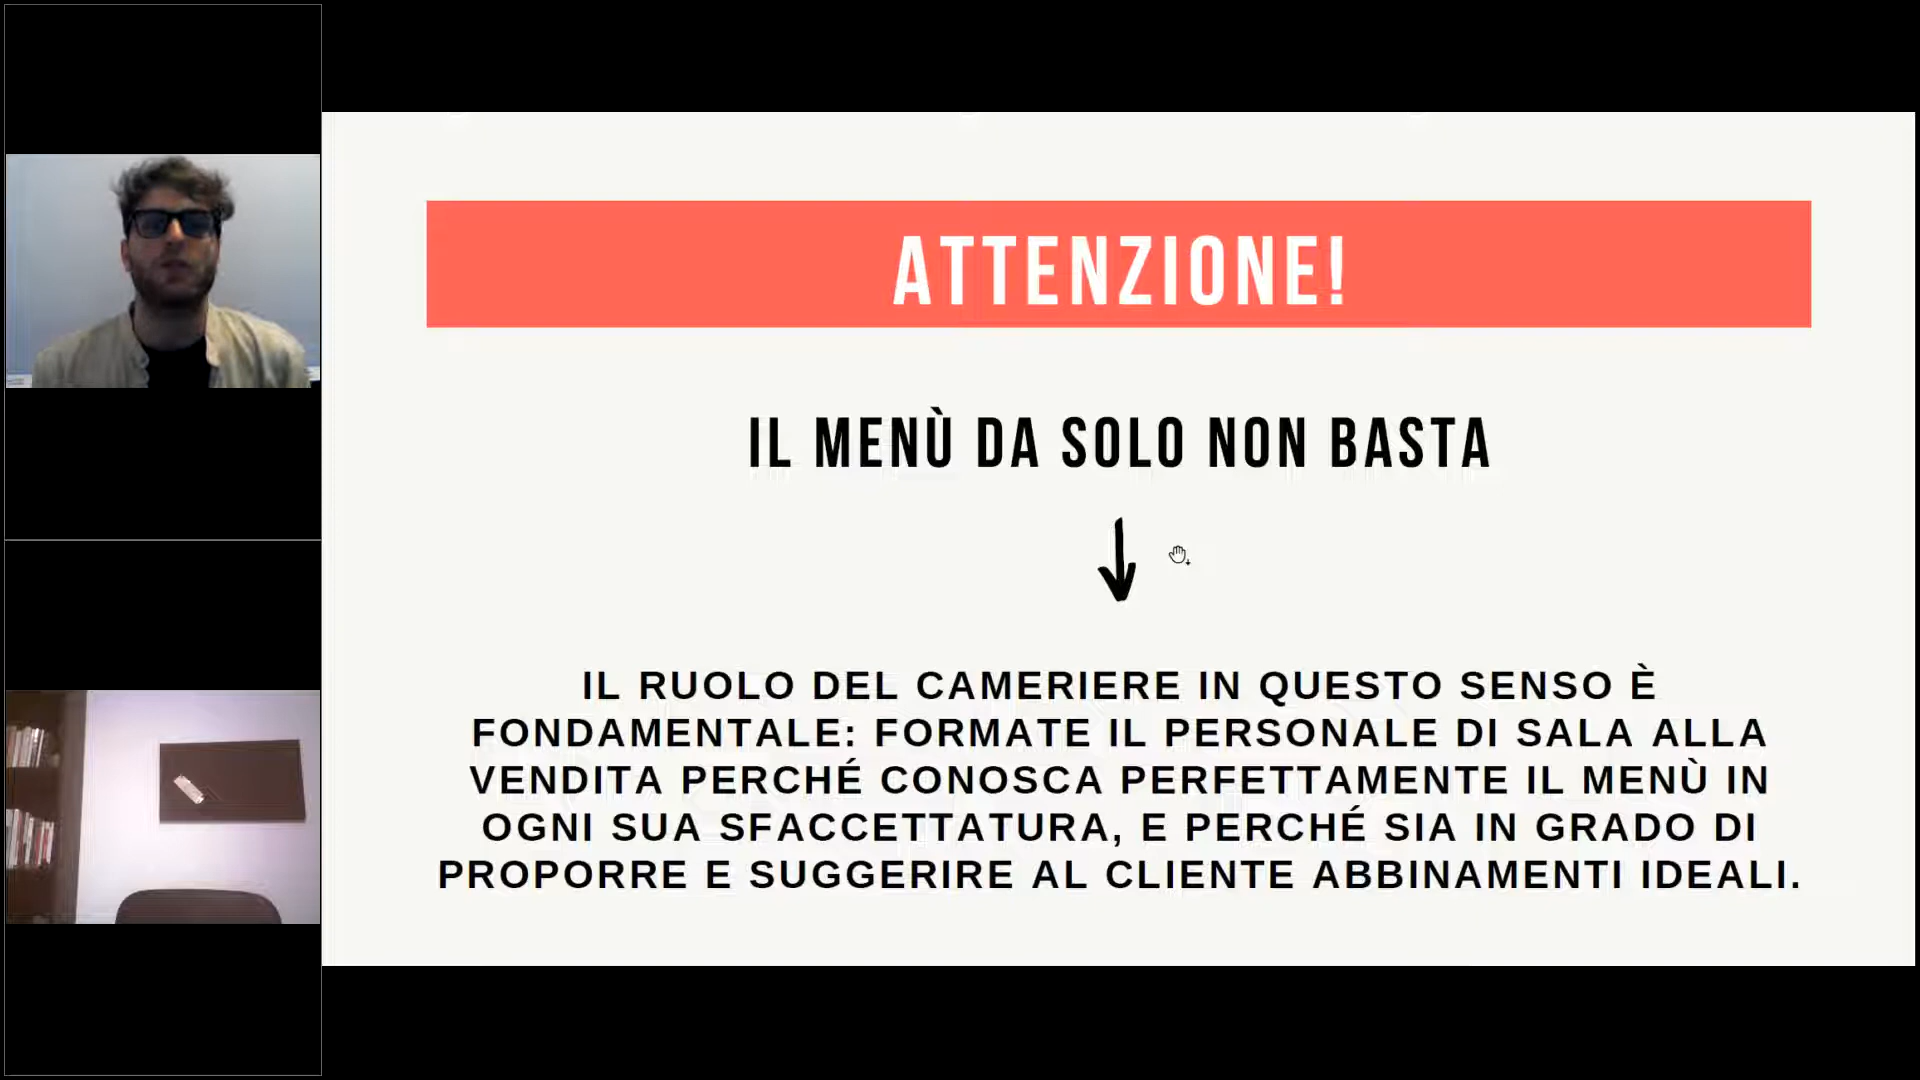 ATTENZIONE!
IL MENÙ DA SOLO NON BASTA
IL RUOLO DEL CAMERIERE IN QUESTO SENSO È
FONDAMENTALE: FORMATE IL PERSONALE DI SALA ALLA
VENDITA PERCHÉ CONOSCA PERFETTAMENTE IL MENÙ IN
OGNI SUA SFACCETTATURA, E PERCHÉ SIA IN GRADO DI
PROPORRE E SUGGERIRE AL CLIENTE ABBINAMENTI IDEALI.